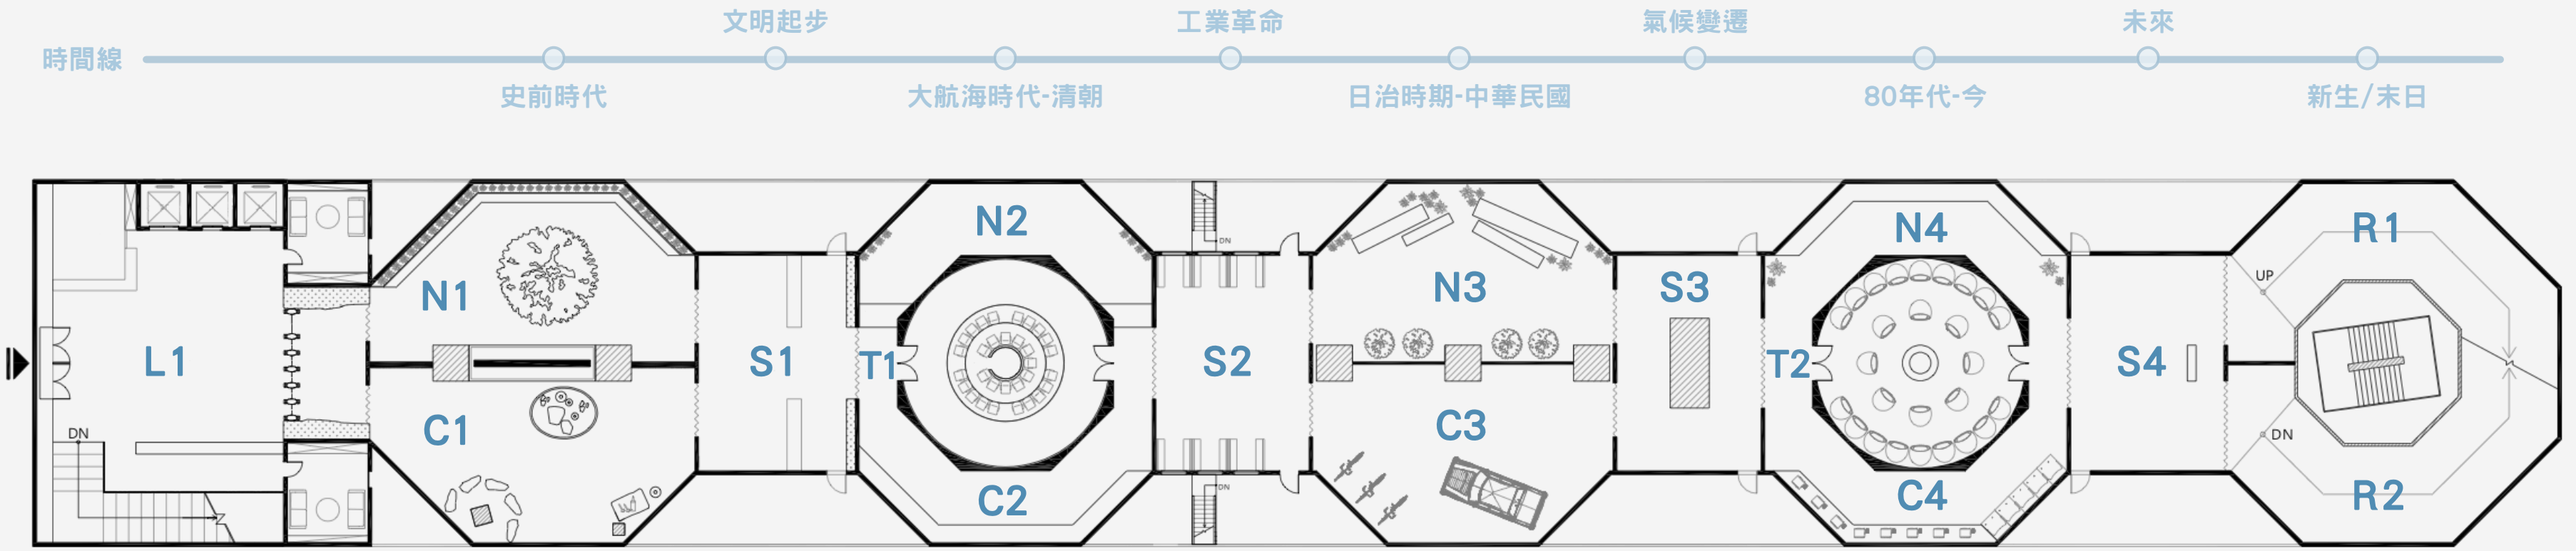 文明起步
工業革命
氣候變遷
未來
時間線
史前時代
大航海時代-清朝
日治時期-中華民國
80年代-今
新生/末日
N2
N4
R1
DN
UP
N1
N3
S3
L1
S1
T1
S2
T2
S4
C1
C3
DN
DN
DN
C2
C4
R2